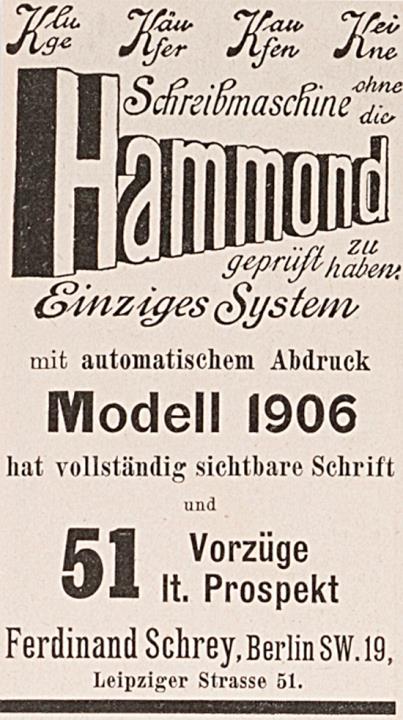 Kluge Käufer Kaufen Keine
Schreibmaschine ohne die
Hammond
geprüft zu haben.
Einziges System
mit automatischem Abdruck
Modell 1906
hat vollständig sichtbare Schrift
und
51 Vorzüge
lt. Prospekt
Ferdinand Schrey, Berlin SW. 19,
Leipziger Strasse 51.